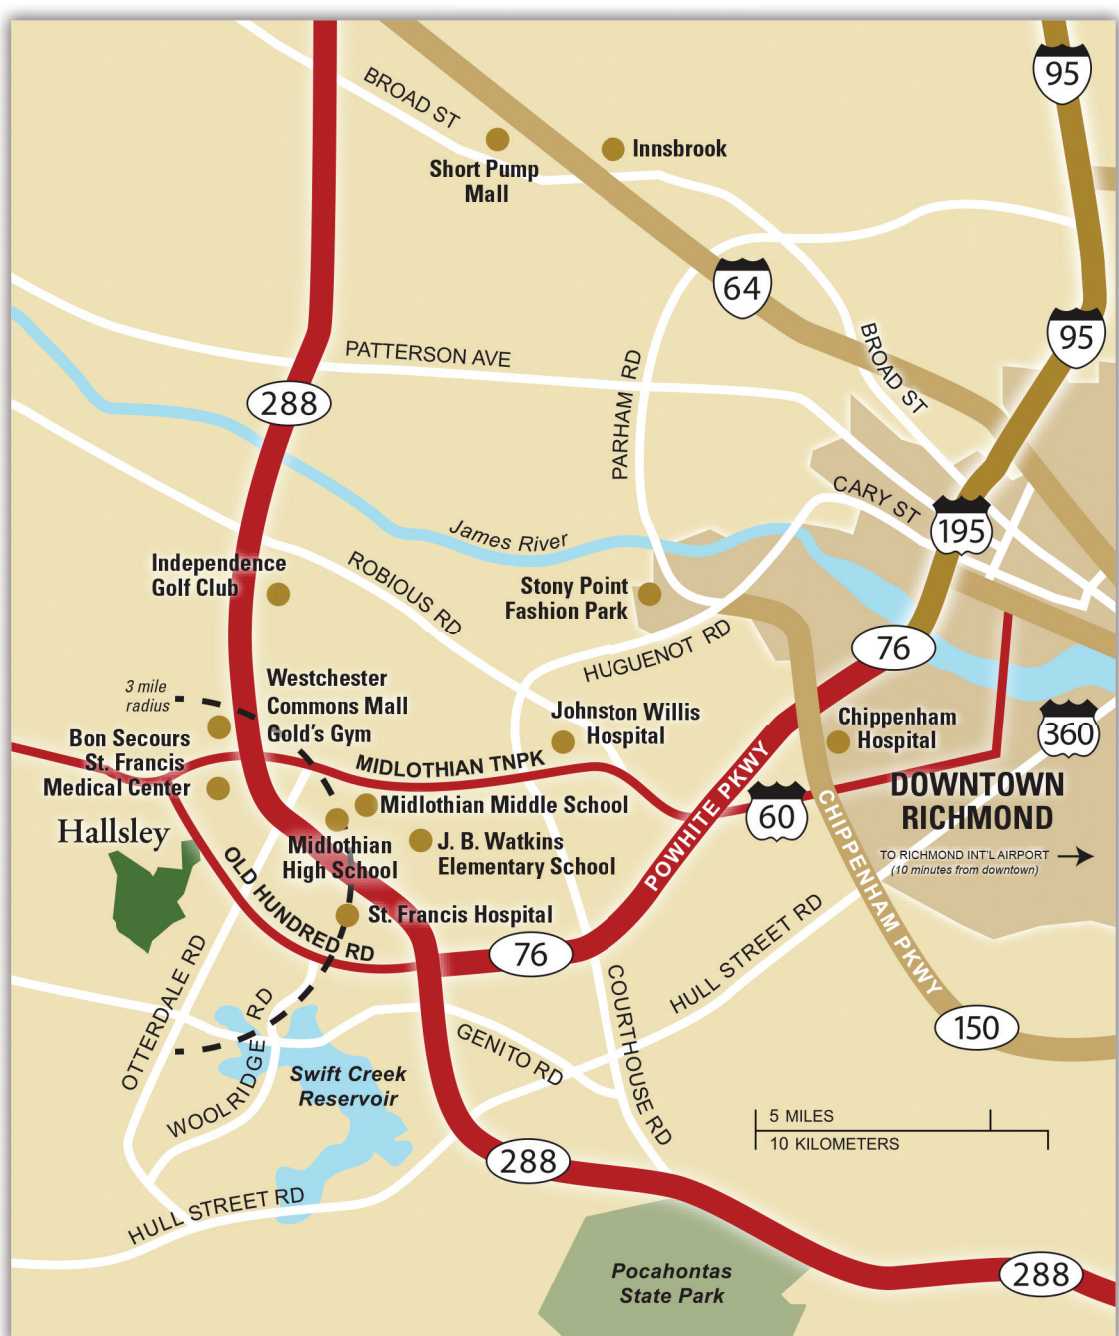 95
BROAD ST
Short Pump
Mall
Innsbrook
64
95
PATTERSON AVE
PARHAM RD
BROAD ST
288
CARY ST
195
James River
Independence
Golf Club
ROBIOUS RD
Stony Point
Fashion Park
HUGUENOT RD
76
3 mile
radius
Westchester
Commons Mall
Gold's Gym
Bon Secours
St. Francis
Medical Center
Johnston Willis
Hospital
Chippenham
Hospital
360
MIDLOTHIAN TNPK
POWHITE PKWY
60
DOWNTOWN
RICHMOND
TO RICHMOND INT'L AIRPORT
(10 minutes from downtown)
Hallsley
Midlothian Middle School
Midlothian
High School
J. B. Watkins
Elementary School
CHIPPENHAM PKWY
OLD HUNDRED RD
St. Francis Hospital
76
HULL STREET RD
OTTERDALE RD
WOOLRIDGE RD
COURTHOUSE RD
GENITO RD
150
Swift Creek
Reservoir
5 MILES
10 KILOMETERS
288
HULL STREET RD
Pocahontas
State Park
288